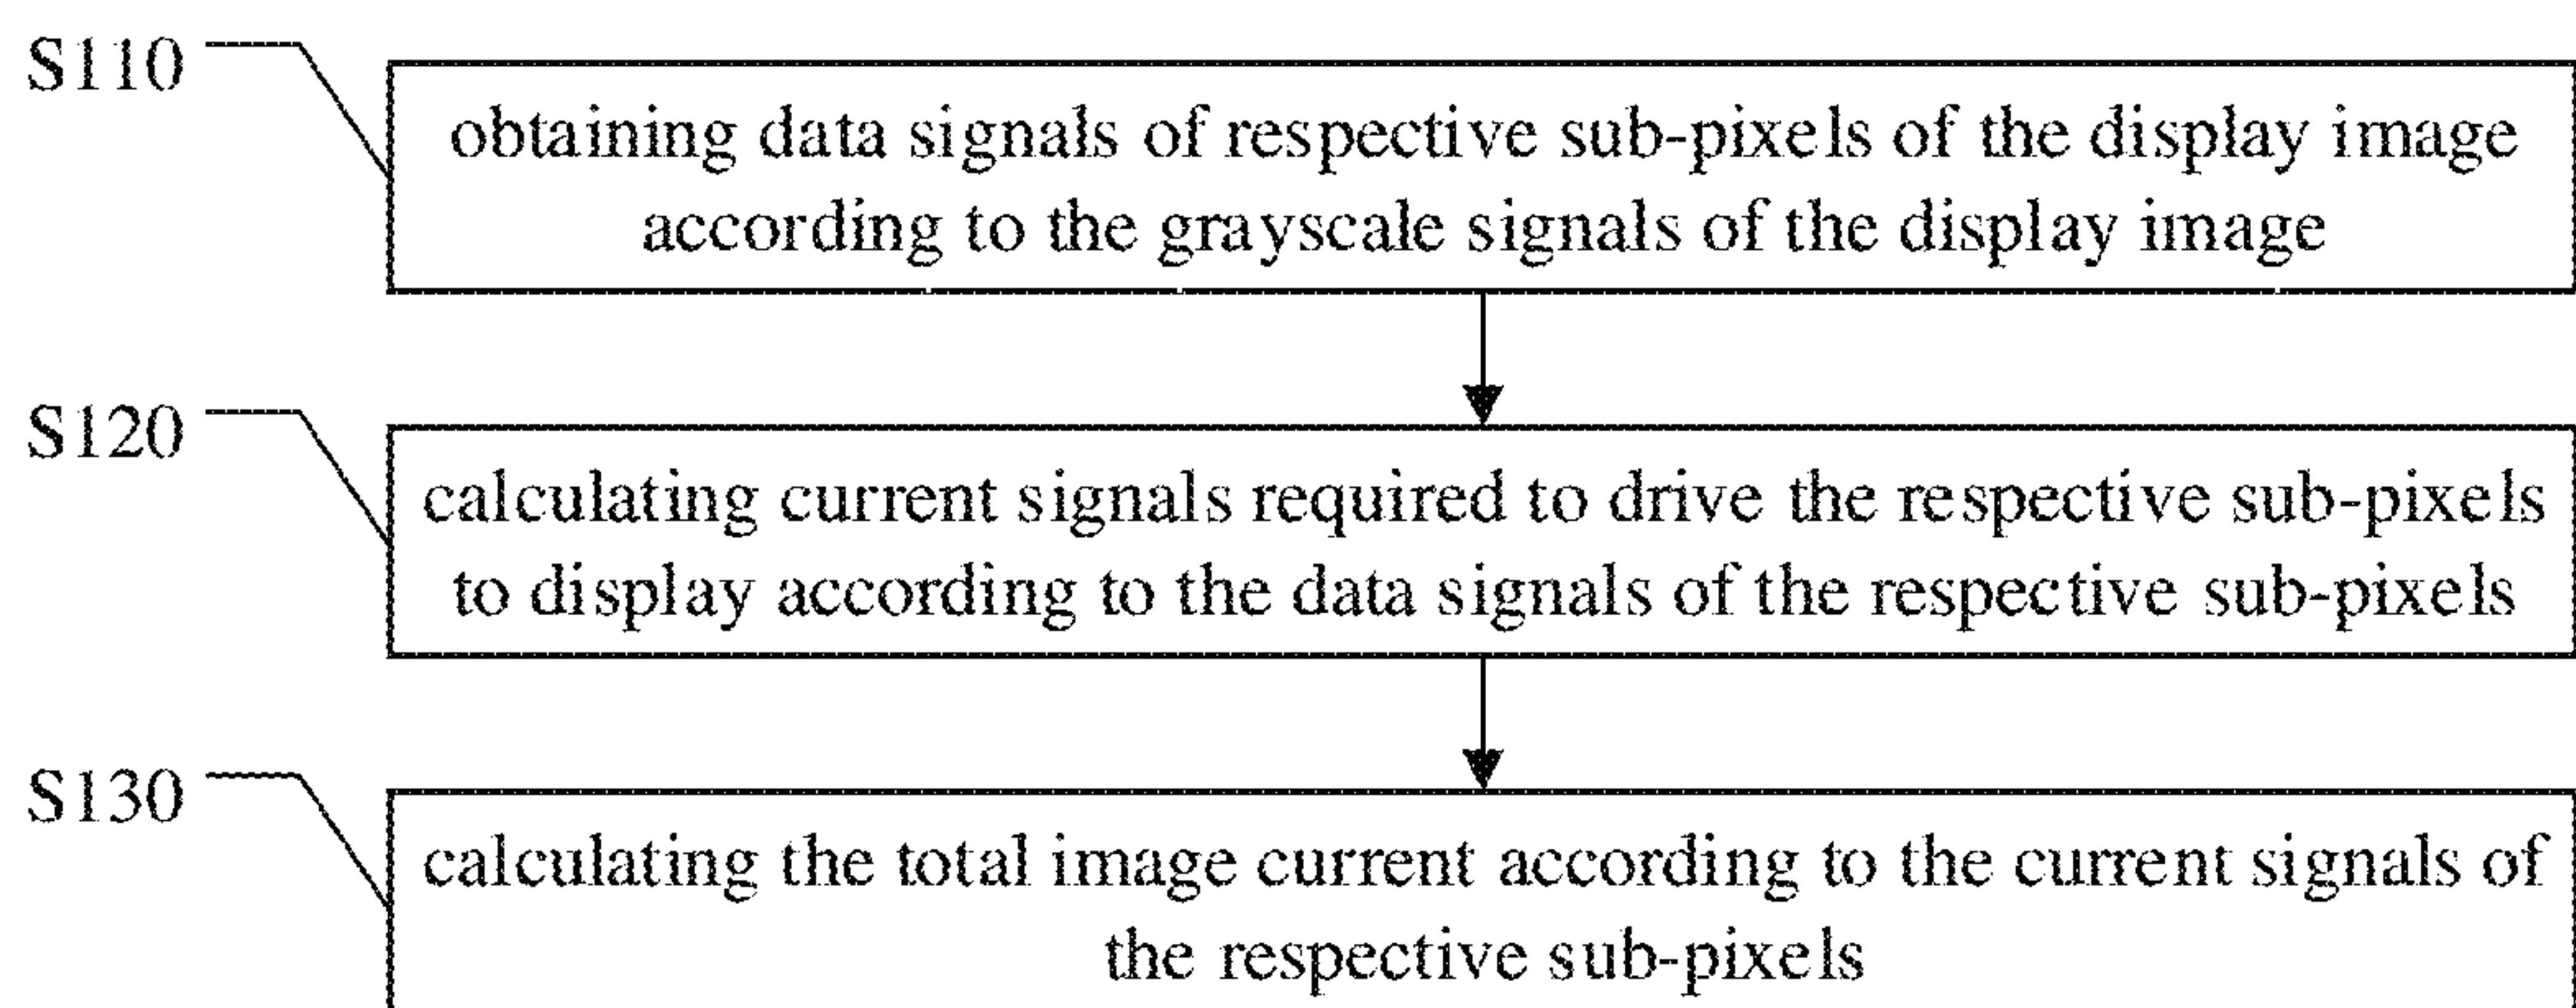 S110
obtaining data signals of respective sub-pixels of the display image
according to the grayscale signals of the display image
S120
calculating current signals required to drive the respective sub-pixels
to display according to the data signals of the respective sub-pixels
S130
calculating the total image current according to the current signals of
the respective sub-pixels